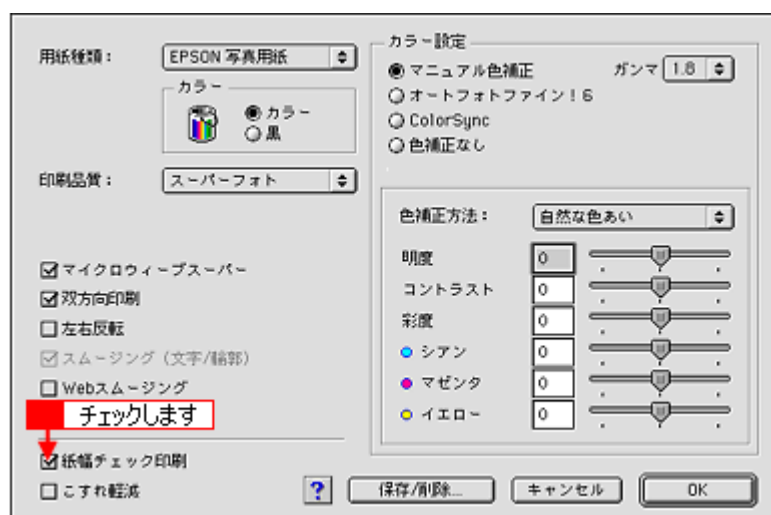 用紙種類： EPSON 写真用紙
カラー
カラー
黒
印刷品質： スーパーフォト
マイクロウィーブスーパー
双方向印刷
左右反転
スムージング（文字/輪郭）
Webスムージング
チェックします
紙幅チェック印刷
こすれ軽減
カラー設定
マニュアル色補正 ガンマ 1.8
オートフォトファイン！6
ColorSync
色補正なし
色補正方法： 自然な色あい
明度 0
コントラスト 0
彩度 0
シアン 0
マゼンタ 0
イエロー 0
? 保存/削除... キャンセル OK